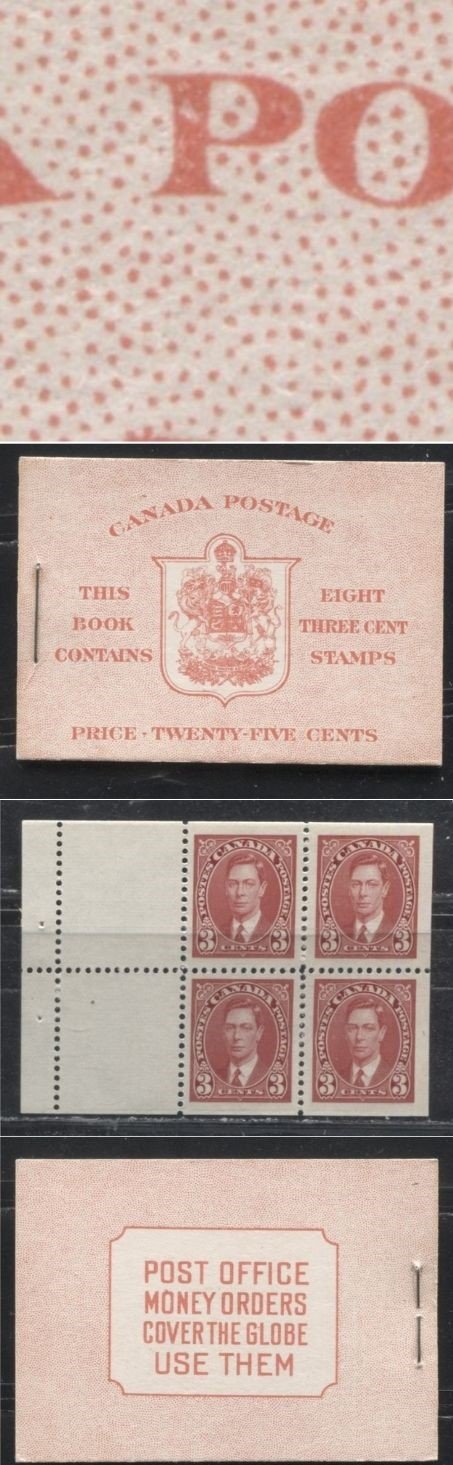 A PO
CANADA POSTAGE
THIS BOOK CONTAINS
EIGHT THREE CENT STAMPS
PRICE · TWENTY-FIVE CENTS
CANADA
POSTES POSTAGE
3 CENTS 3
CANADA
POSTES POSTAGE
3 CENTS 3
CANADA
POSTES POSTAGE
3 CENTS 3
CANADA
POSTES POSTAGE
3 CENTS 3
POST OFFICE
MONEY ORDERS
COVER THE GLOBE
USE THEM